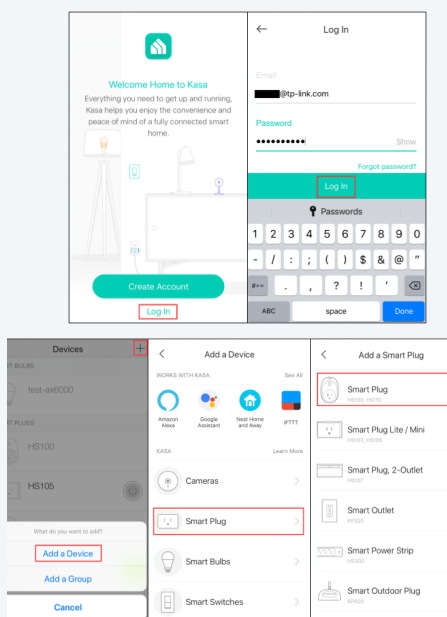 Welcome Home to Kasa
Everything you need to get up and running,
Kasa helps you enjoy the convenience and
peace of mind of a fully connected smart
home.
Create Account
Log In
Log In
Email
@tp-link.com
Password
Show
Forgot password?
Log In
Passwords
1 2 3 4 5 6 7 8 9 0
- / : ; ( ) $ & @ "
#+= . , ? ! '
ABC space Done
Devices
RT BULBS
test-ax6000
RT PLUGS
HS100
HS105
What do you want to add?
Add a Device
Add a Group
Cancel
Add a Device
WORKS WITH KASA See All
Amazon
Alexa
Google
Assistant
Nest Home
and Away
IFTTT
KASA Learn More
Cameras
Smart Plug
Smart Bulbs
Smart Switches
Add a Smart Plug
Smart Plug
HS100, HS110
Smart Plug Lite / Mini
HS103, HS105
Smart Plug, 2-Outlet
HS107
Smart Outlet
KP200
Smart Power Strip
HS300
Smart Outdoor Plug
KP400